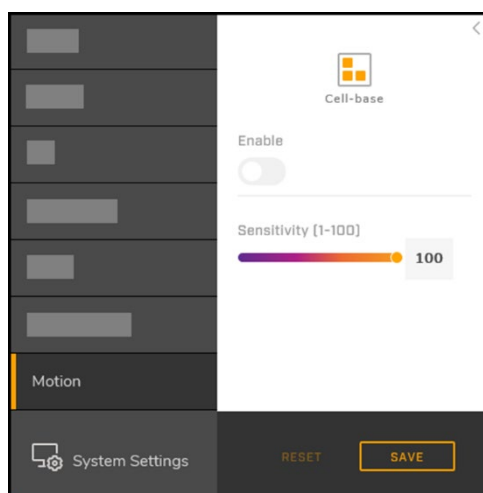 Cell-base
Enable
Sensitivity [1-100]
100
Motion
System Settings
RESET
SAVE